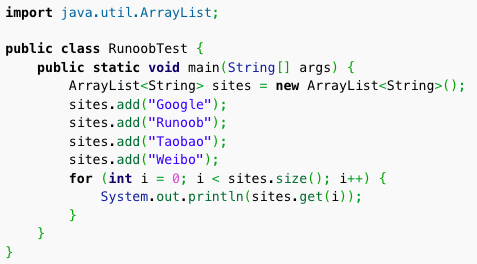 import java.util.ArrayList;

public class RunoobTest {
    public static void main(String[] args) {
        ArrayList<String> sites = new ArrayList<String>();
        sites.add("Google");
        sites.add("Runoob");
        sites.add("Taobao");
        sites.add("Weibo");
        for (int i = 0; i < sites.size(); i++) {
            System.out.println(sites.get(i));
        }
    }
}